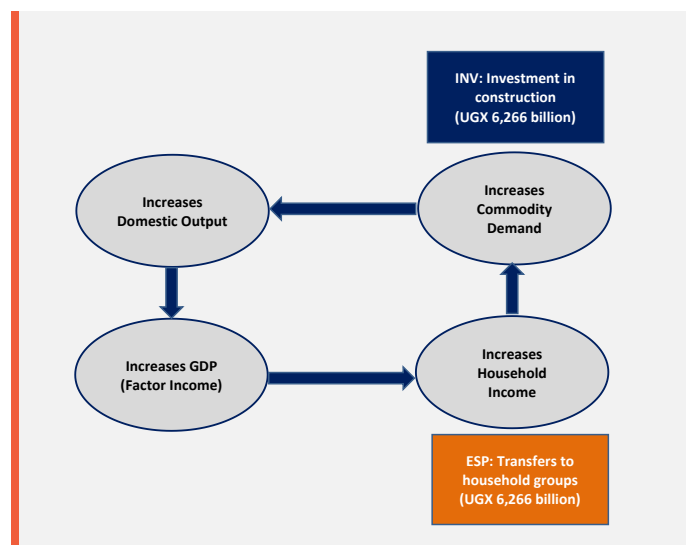 INV: Investment in
construction
(UGX 6,266 billion)
Increases
Domestic Output
Increases
Commodity
Demand
Increases GDP
(Factor Income)
Increases
Household
Income
ESP: Transfers to
household groups
(UGX 6,266 billion)